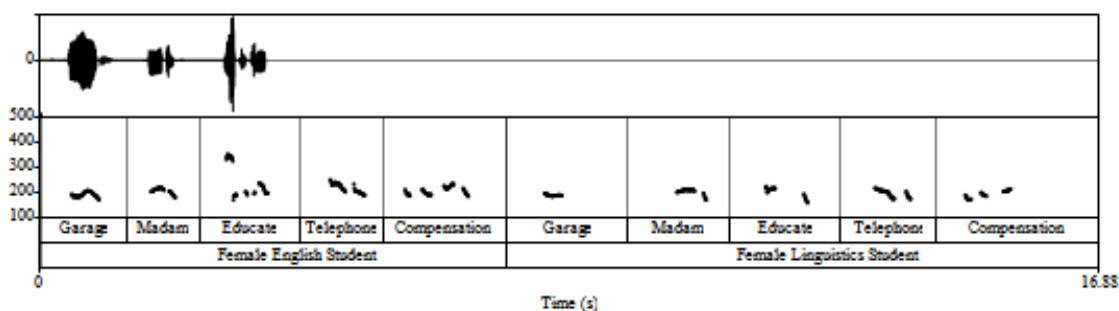 0
500
400
300
200
100
Garage Madam Educate Telephone Compensation Garage Madam Educate Telephone Compensation
Female English Student Female Linguistics Student
0 16.88
Time (s)